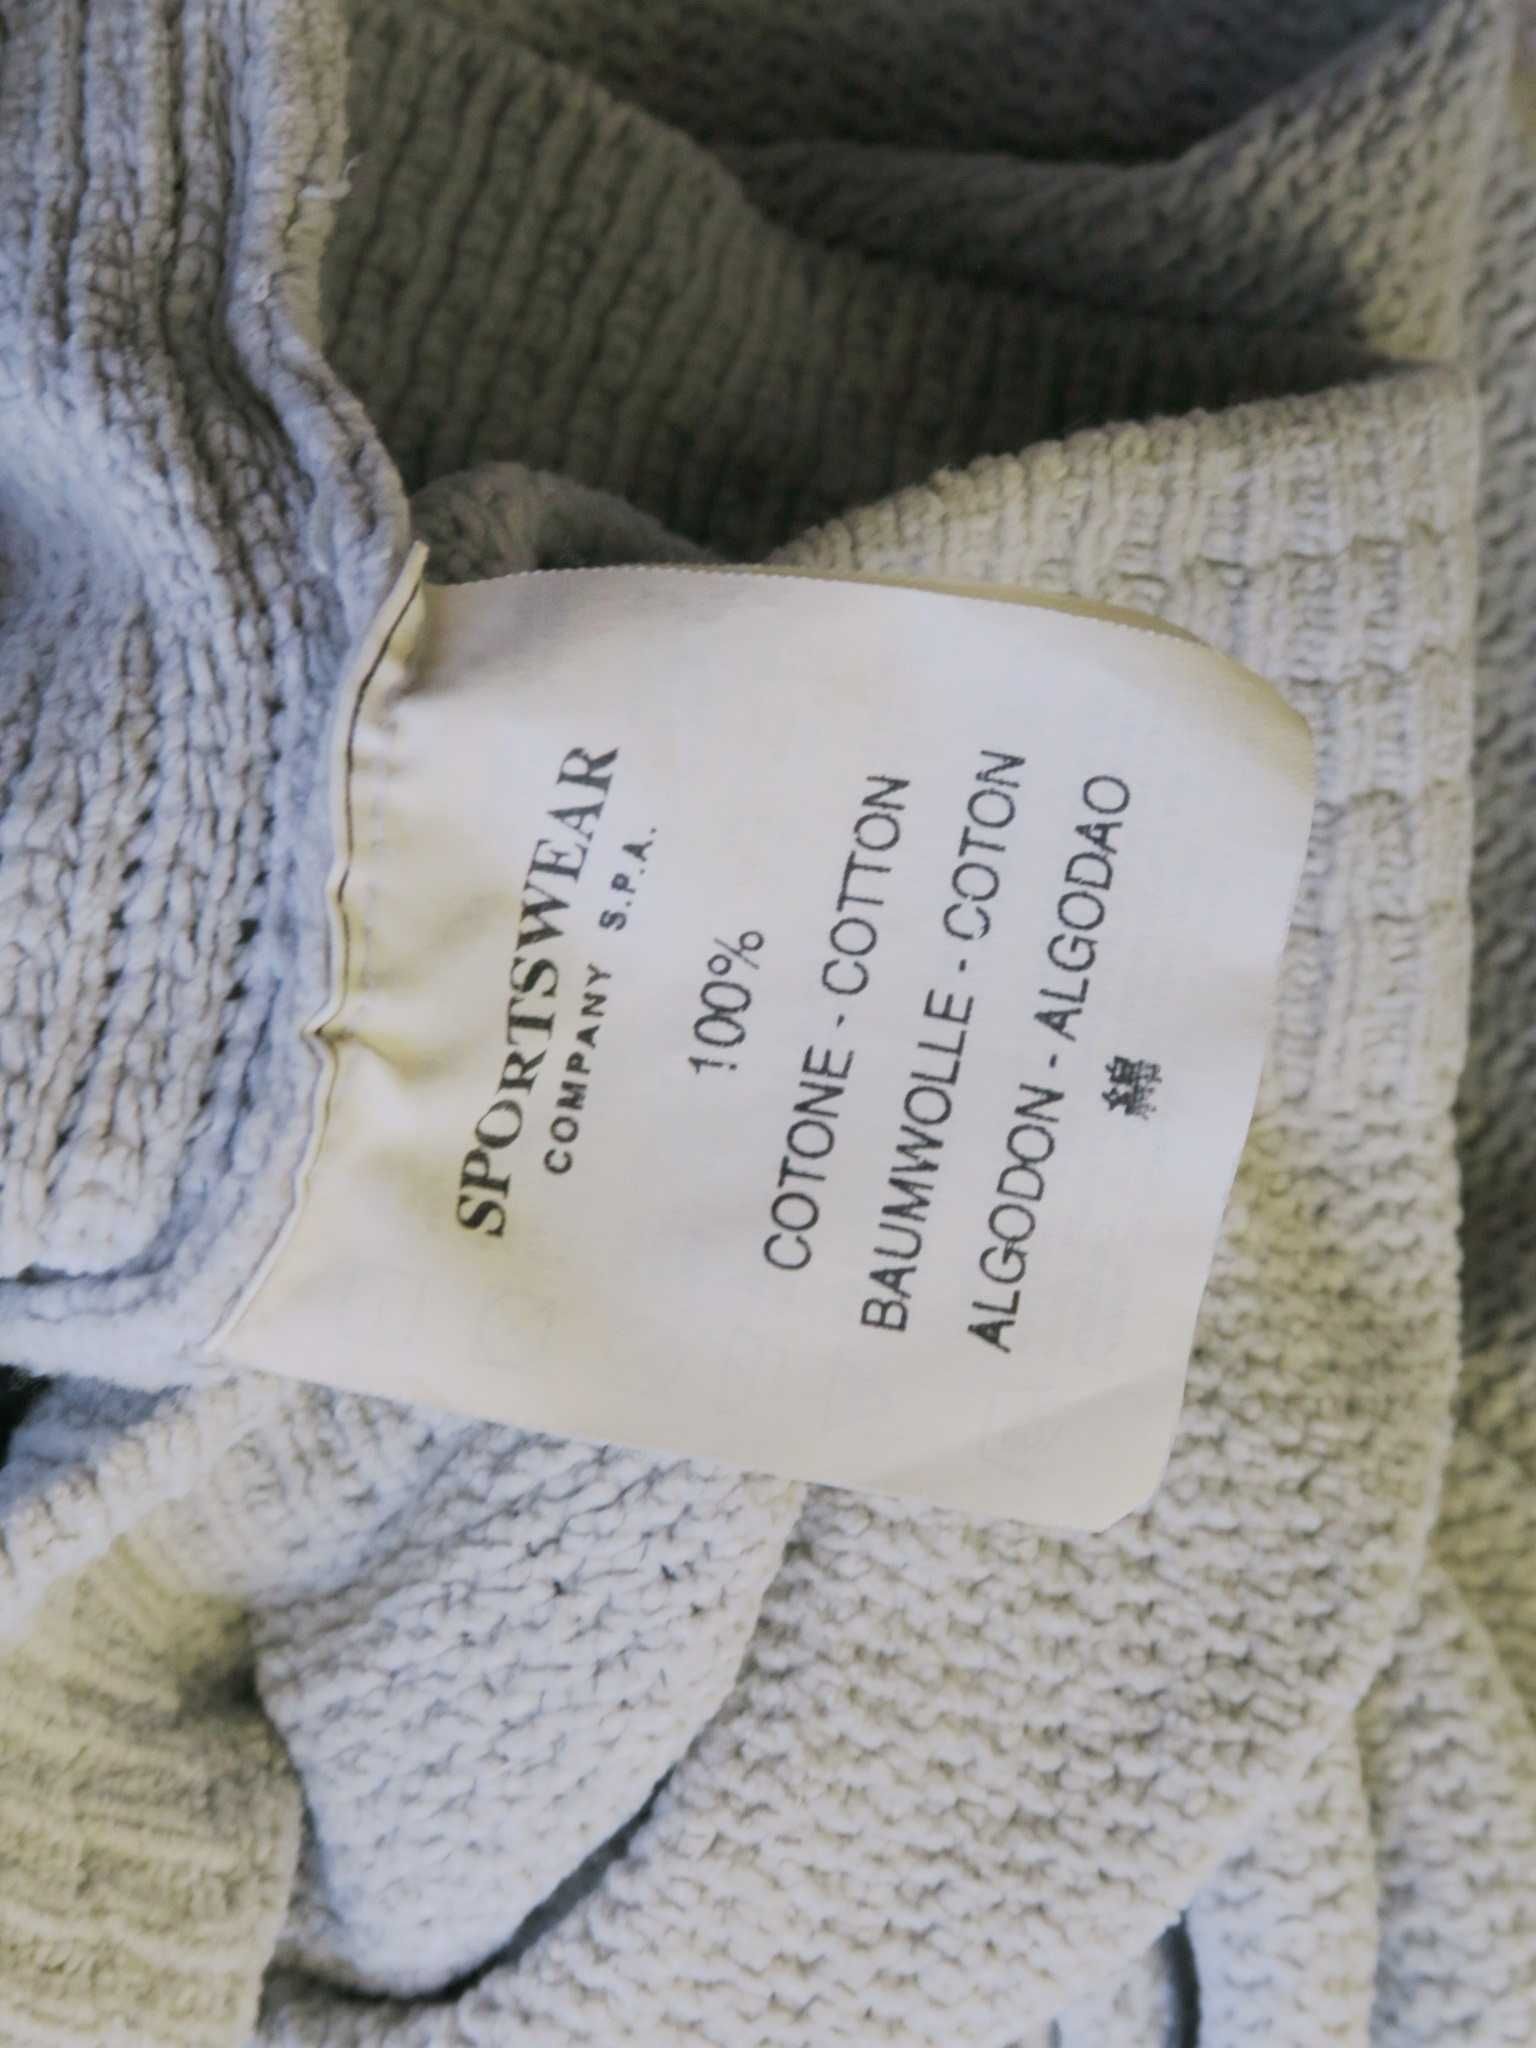 SPORTSWEAR
COMPANY S.P.A.
100%
COTONE - COTTON
BAUMWOLLE - COTON
ALGODON - ALGODAO
綿